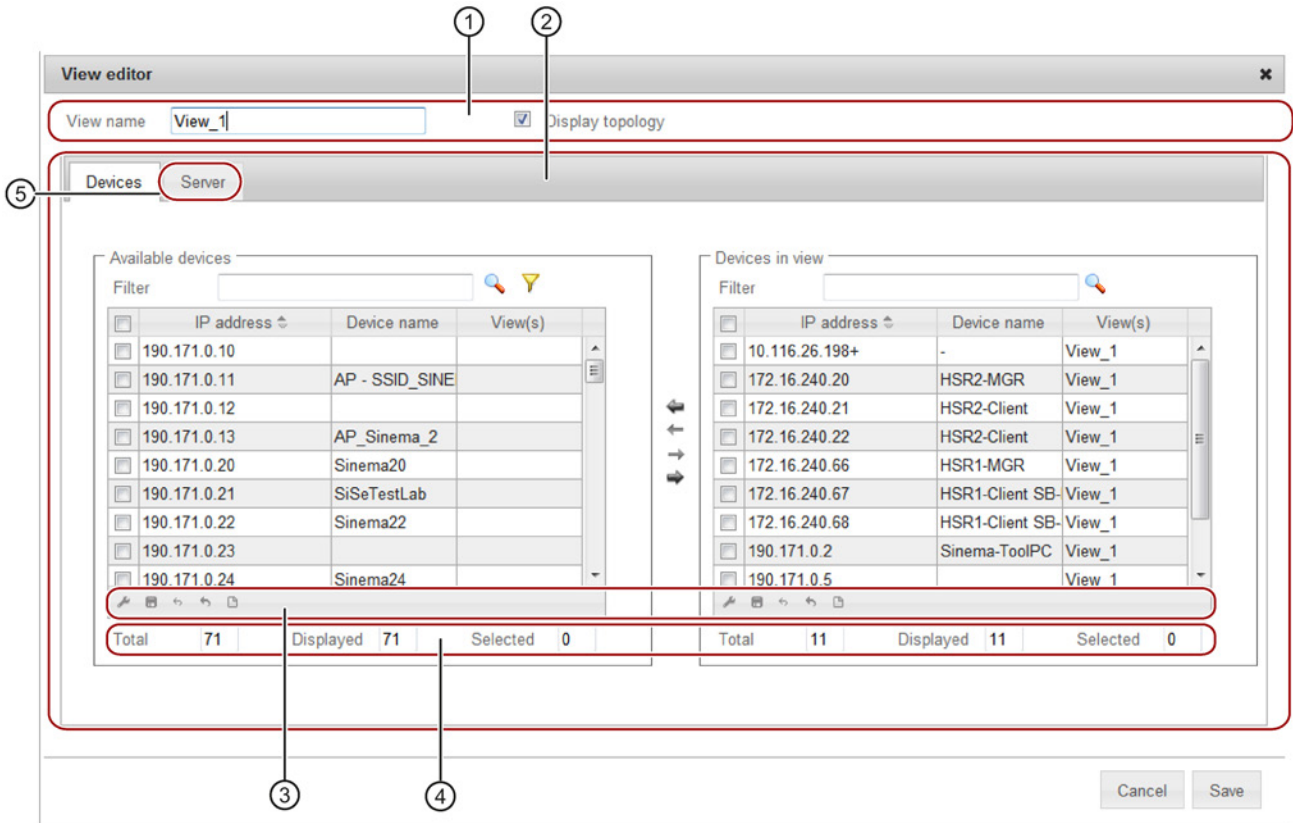 ① ②
View editor
View name View_1 Display topology
⑤
Devices Server
Available devices
Filter
IP address Device name View(s)
190.171.0.10
190.171.0.11 AP - SSID_SINE
190.171.0.12
190.171.0.13 AP_Sinema_2
190.171.0.20 Sinema20
190.171.0.21 SiSeTestLab
190.171.0.22 Sinema22
190.171.0.23
190.171.0.24 Sinema24
Total 71 Displayed 71 Selected 0
Devices in view
Filter
IP address Device name View(s)
10.116.26.198+ - View_1
172.16.240.20 HSR2-MGR View_1
172.16.240.21 HSR2-Client View_1
172.16.240.22 HSR2-Client View_1
172.16.240.66 HSR1-MGR View_1
172.16.240.67 HSR1-Client SB- View_1
172.16.240.68 HSR1-Client SB- View_1
190.171.0.2 Sinema-ToolPC View_1
190.171.0.5 View_1
Total 11 Displayed 11 Selected 0
③ ④
Cancel Save